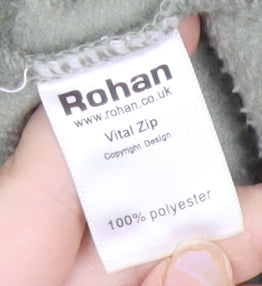 Rohan
www.rohan.co.uk
Vital Zip
Copyright Design
100% polyester